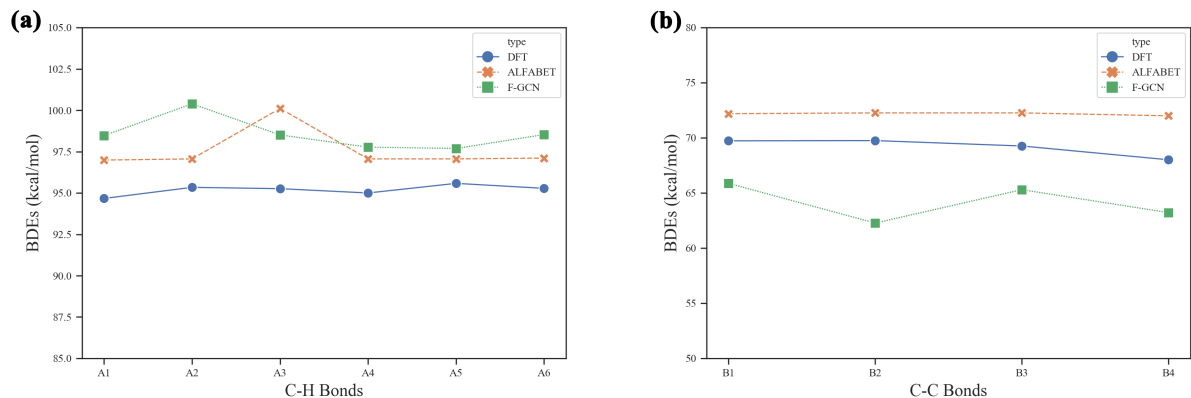 (a)
BDEs (kcal/mol)
105.0
102.5
100.0
97.5
95.0
92.5
90.0
87.5
85.0
type
DFT
ALFABET
F-GCN
A1 A2 A3 A4 A5 A6
C-H Bonds
(b)
BDEs (kcal/mol)
80
75
70
65
60
55
50
type
DFT
ALFABET
F-GCN
B1 B2 B3 B4
C-C Bonds